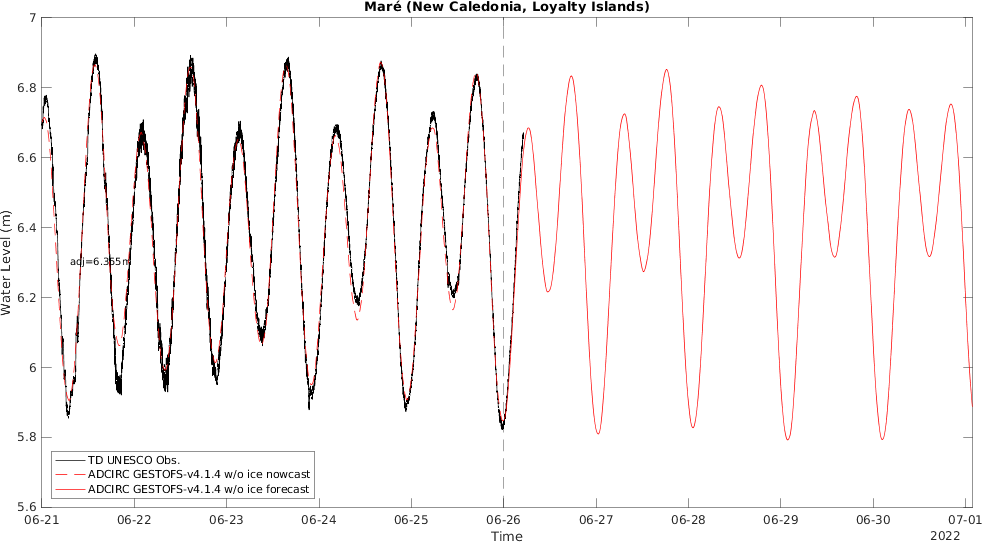 Maré (New Caledonia, Loyalty Islands)
7
6.8
6.6
6.4
6.2
6
5.8
5.6
Water Level (m)
adj=6.365m
TD UNESCO Obs.
ADCIRC GESTOFS-v4.1.4 w/o ice nowcast
ADCIRC GESTOFS-v4.1.4 w/o ice forecast
06-21 06-22 06-23 06-24 06-25 06-26 06-27 06-28 06-29 06-30 07-01
Time
2022